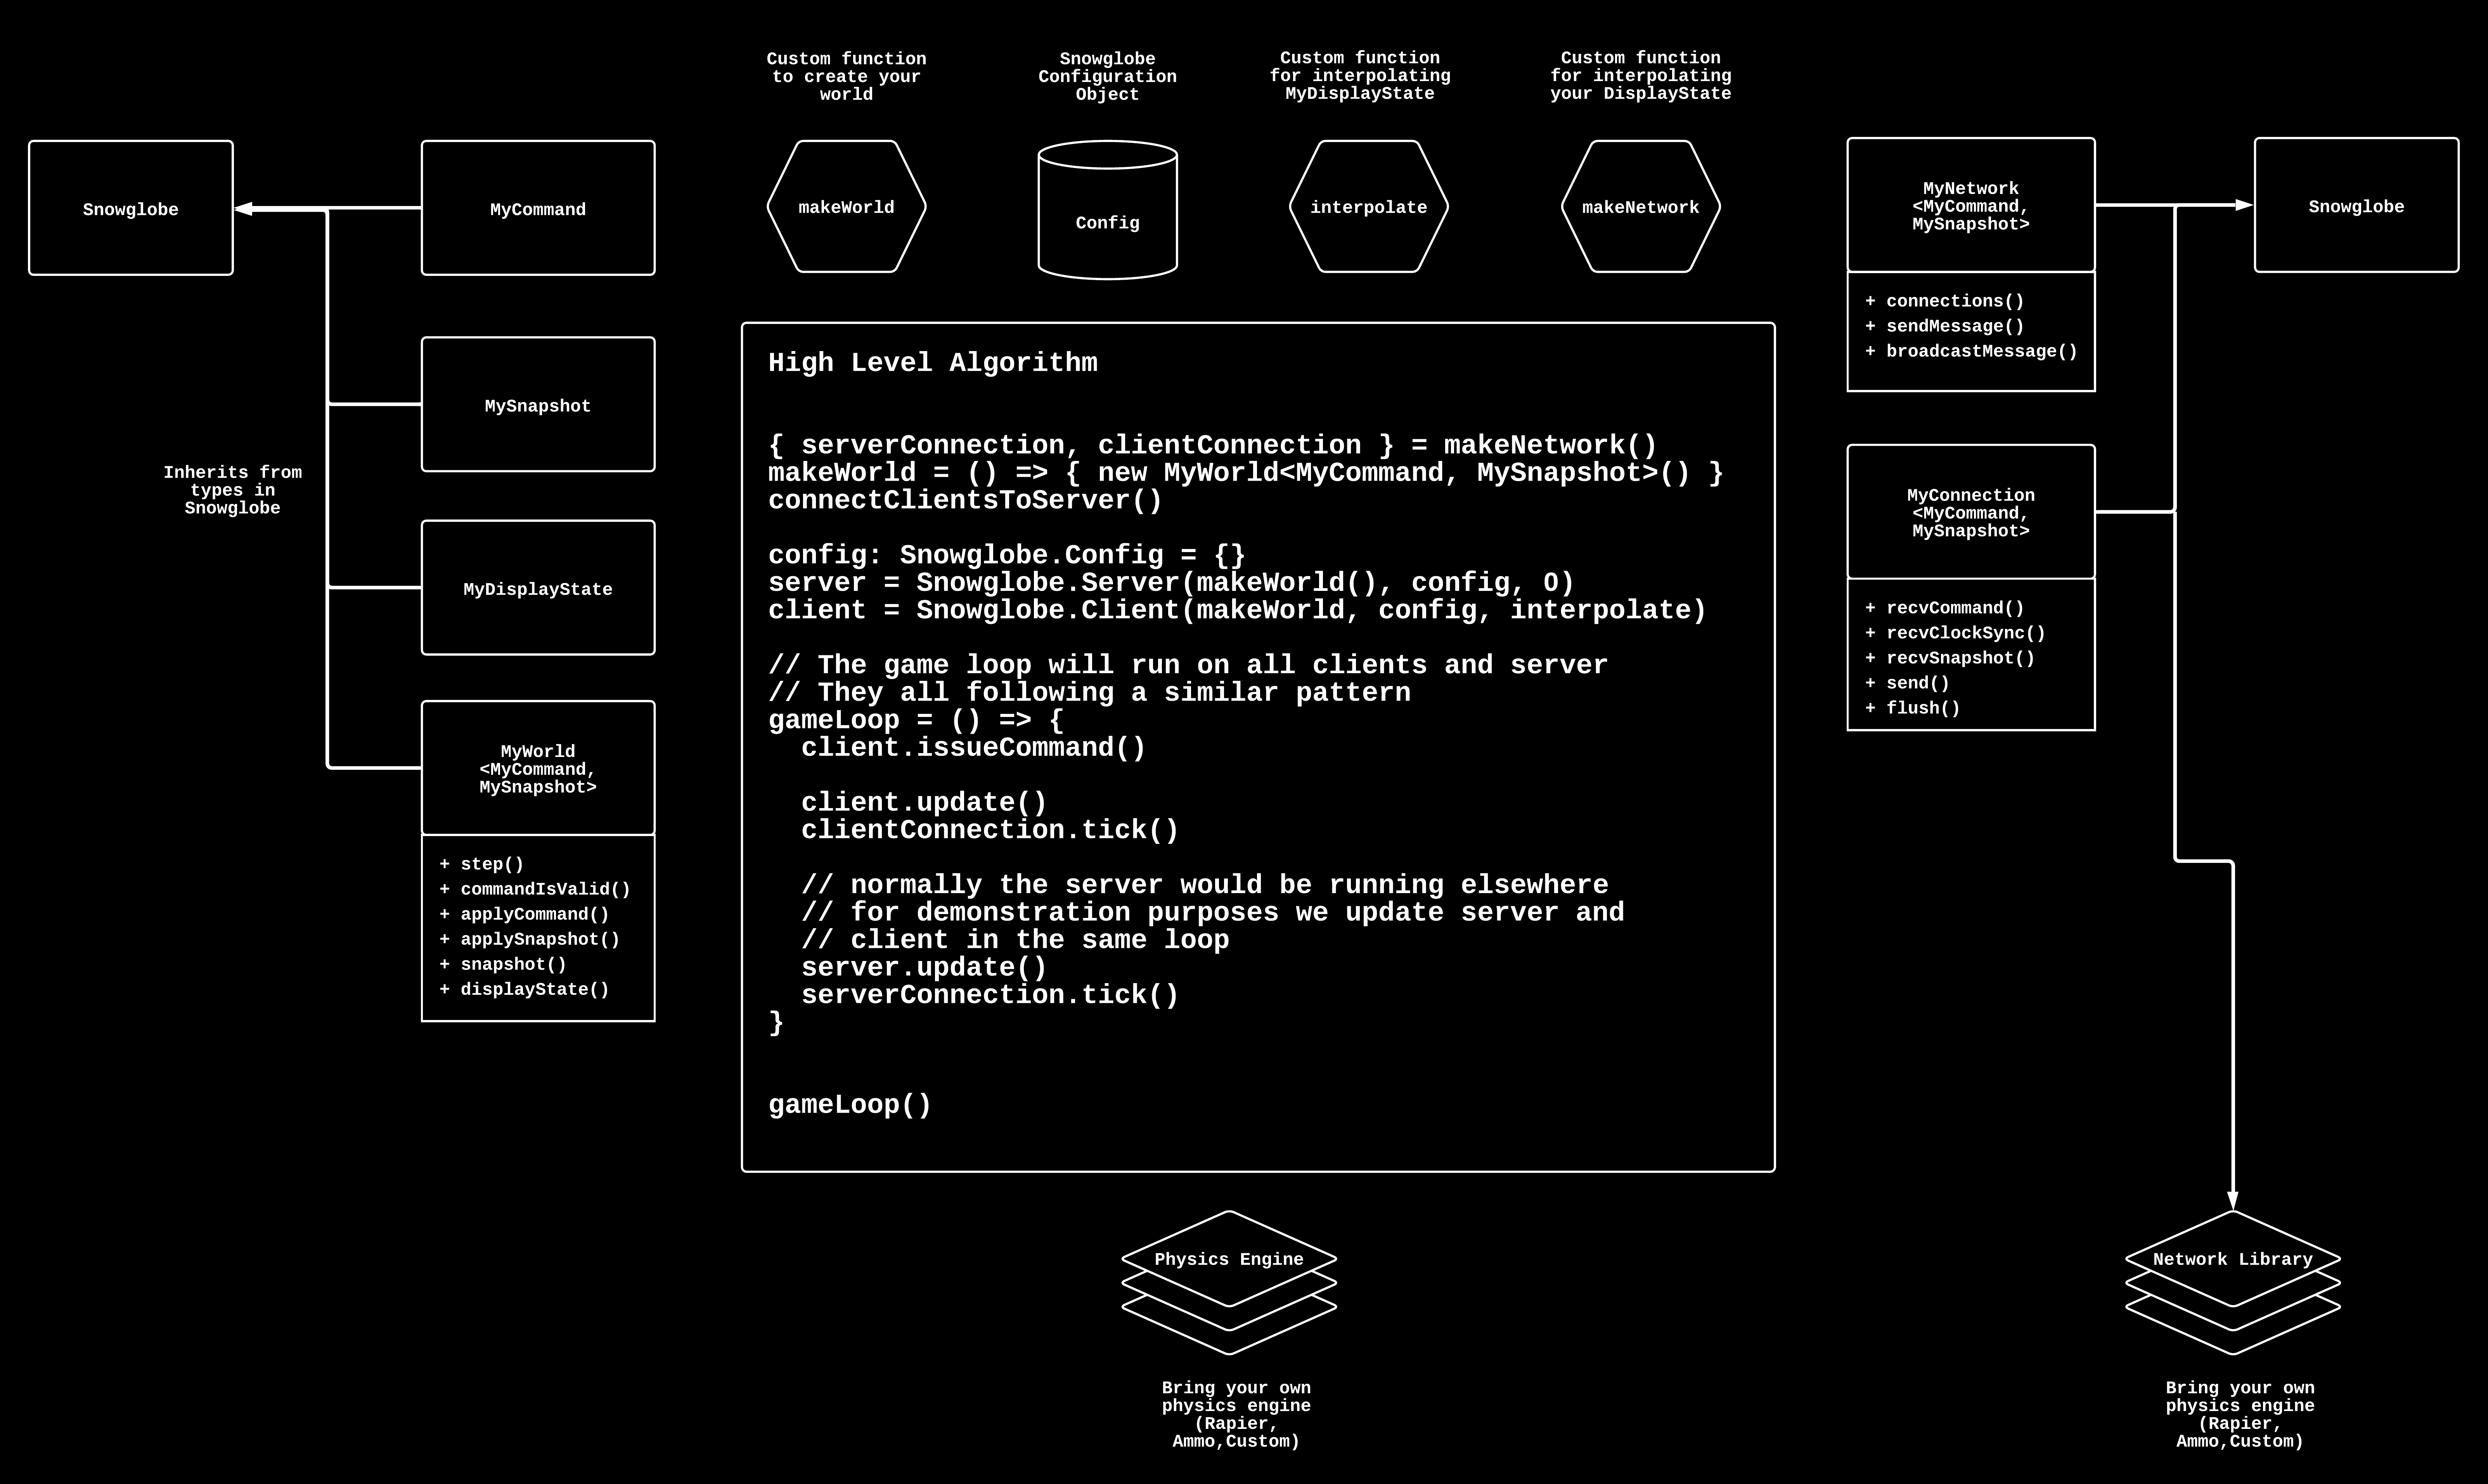 Custom function
to create your
world
Snowglobe
Configuration
Object
Custom function
for interpolating
MyDisplayState
Custom function
for interpolating
your DisplayState
Snowglobe
MyCommand
makeWorld
Config
interpolate
makeNetwork
MyNetwork
<MyCommand,
MySnapshot>
+ connections()
+ sendMessage()
+ broadcastMessage()
Snowglobe
MySnapshot
Inherits from
types in
Snowglobe
MyDisplayState
MyWorld
<MyCommand,
MySnapshot>
+ step()
+ commandIsValid()
+ applyCommand()
+ applySnapshot()
+ snapshot()
+ displayState()
High Level Algorithm
{ serverConnection, clientConnection } = makeNetwork()
makeWorld = () => { new MyWorld<MyCommand, MySnapshot>() }
connectClientsToServer()
config: Snowglobe.Config = {}
server = Snowglobe.Server(makeWorld(), config, 0)
client = Snowglobe.Client(makeWorld, config, interpolate)
// The game loop will run on all clients and server
// They all following a similar pattern
gameLoop = () => {
client.issueCommand()
client.update()
clientConnection.tick()
// normally the server would be running elsewhere
// for demonstration purposes we update server and
// client in the same loop
server.update()
serverConnection.tick()
}
gameLoop()
MyConnection
<MyCommand,
MySnapshot>
+ recvCommand()
+ recvClockSync()
+ recvSnapshot()
+ send()
+ flush()
Physics Engine
Bring your own
physics engine
(Rapier,
Ammo,Custom)
Network Library
Bring your own
physics engine
(Rapier,
Ammo,Custom)